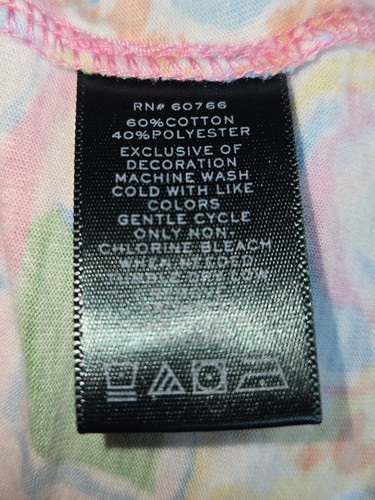 RN# 60766
60%COTTON
40%POLYESTER
EXCLUSIVE OF
DECORATION
MACHINE WASH
COLD WITH LIKE
COLORS
GENTLE CYCLE
ONLY NON.
CHLORINE BLEACH
WHEN NEEDED